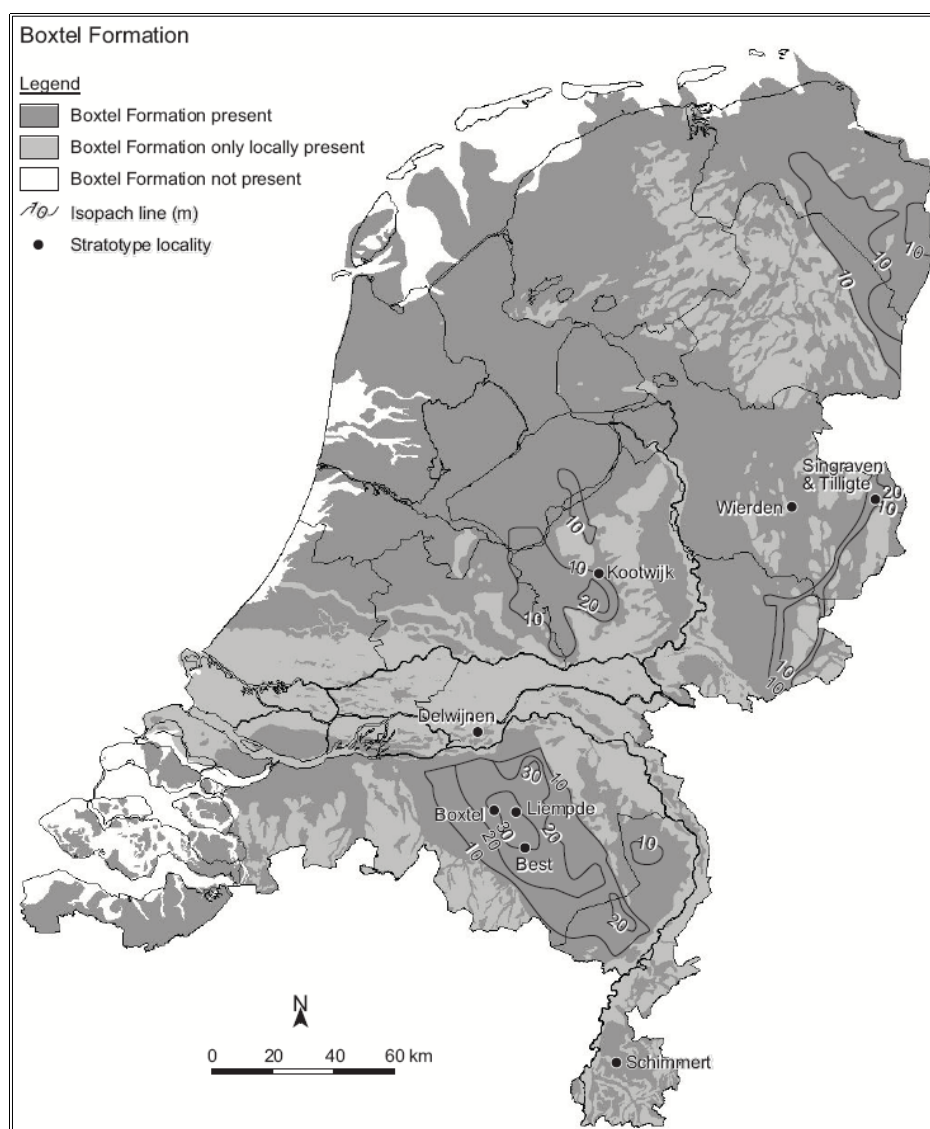 Boxtel Formation
Legend
Boxtel Formation present
Boxtel Formation only locally present
Boxtel Formation not present
10 Isopach line (m)
Stratotype locality
10
10
10
10
Singraven
& Tilligte
20
10
Wierden
10
10
Kootwijk
20
10
10
10
Delwijnen
30
10
Boxtel
Liempde
30
20
20
10
Best
10
20
N
0 20 40 60 km
Schimmert